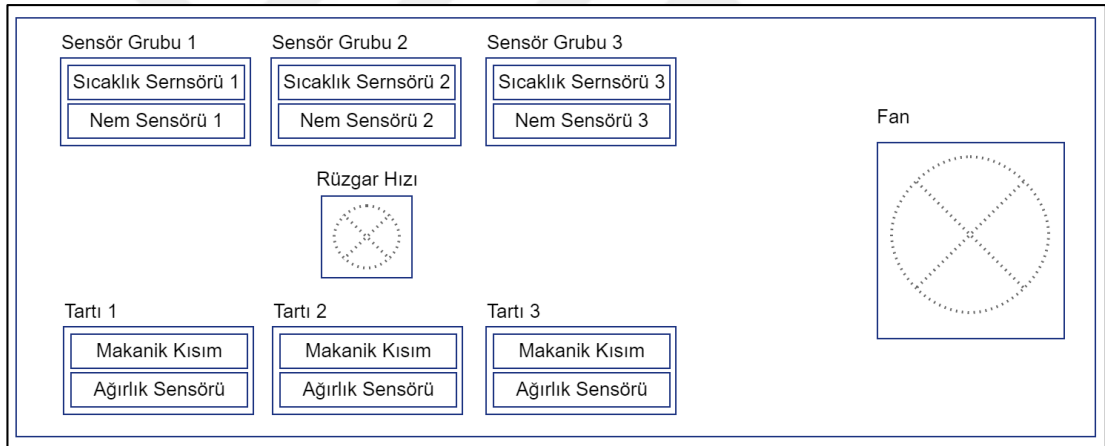 Sensör Grubu 1
Sensör Grubu 2
Sensör Grubu 3
Sıcaklık Sernsörü 1
Sıcaklık Sernsörü 2
Sıcaklık Sernsörü 3
Nem Sensörü 1
Nem Sensörü 2
Nem Sensörü 3
Fan
Rüzgar Hızı
Tartı 1
Tartı 2
Tartı 3
Makanik Kısım
Makanik Kısım
Makanik Kısım
Ağırlık Sensörü
Ağırlık Sensörü
Ağırlık Sensörü